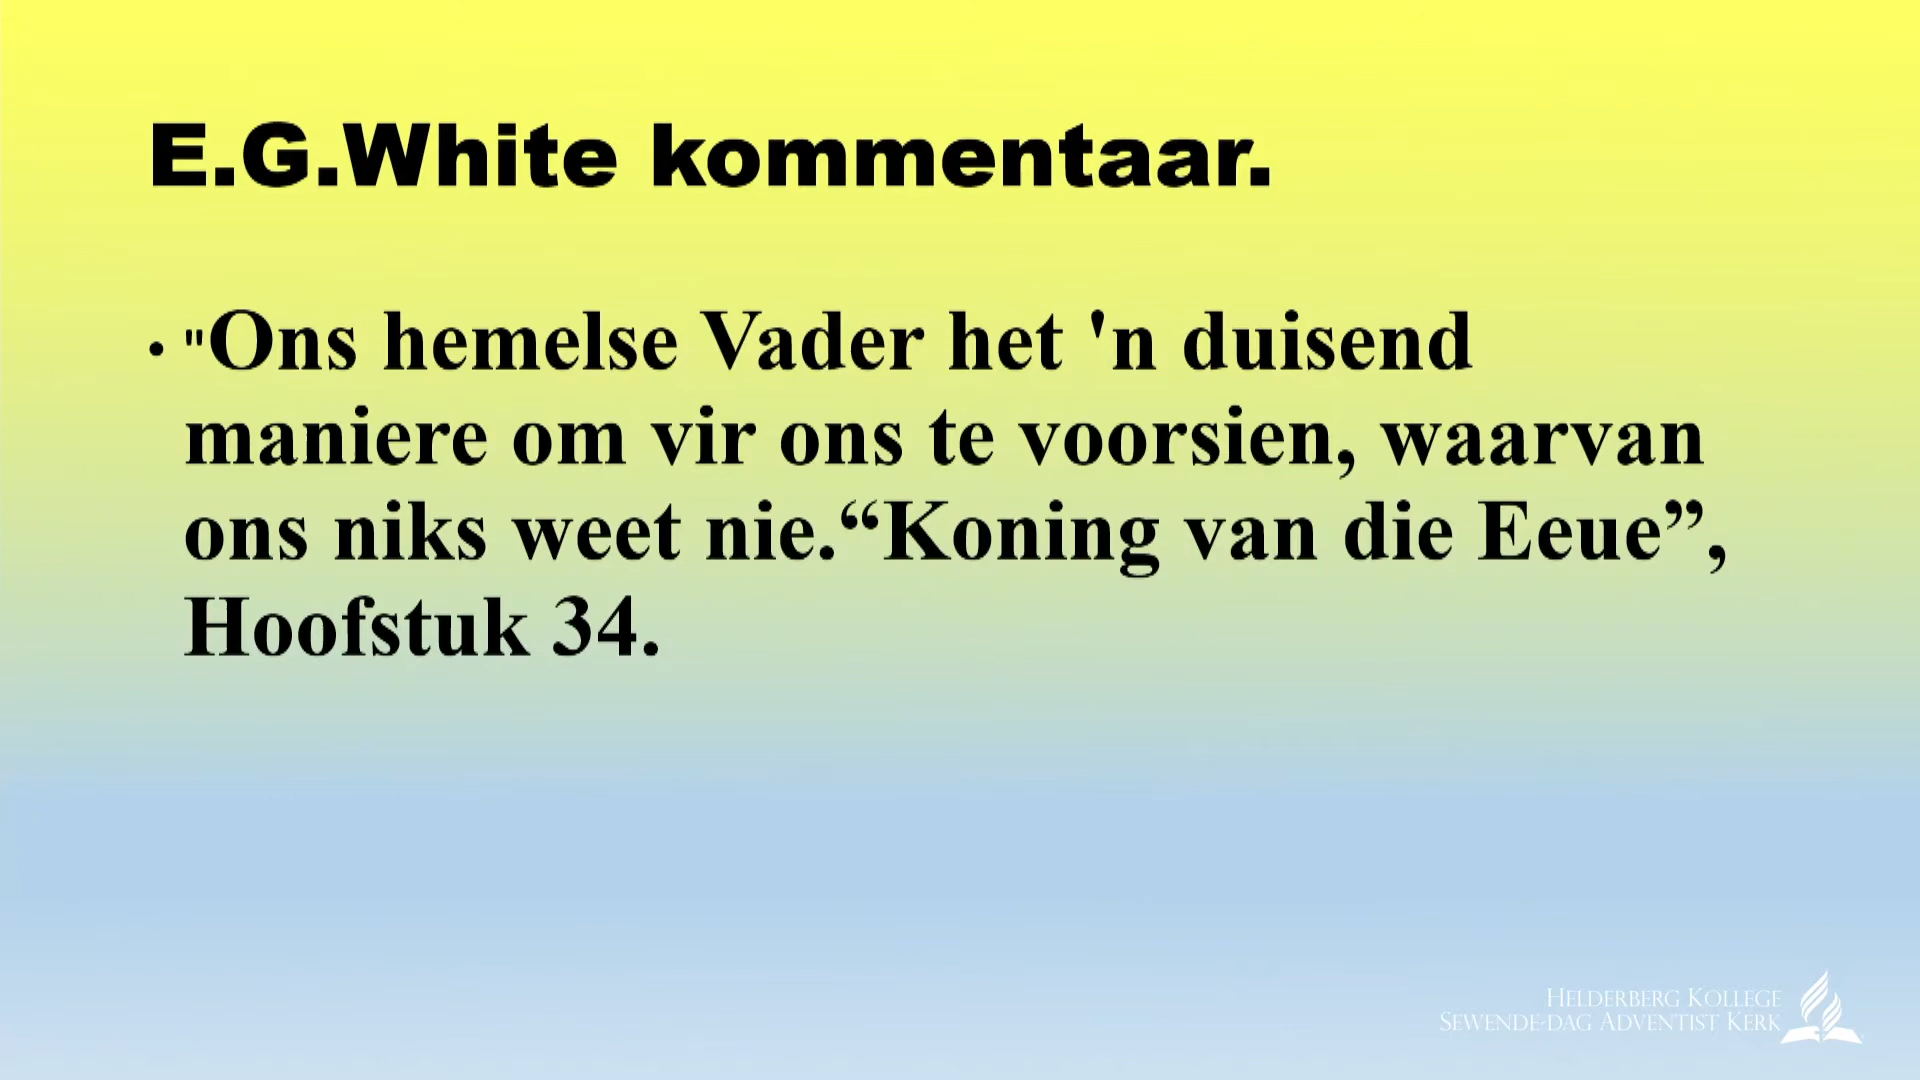 E.G.White kommentaar.
• "Ons hemelse Vader het 'n duisend
maniere om vir ons te voorsien, waarvan
ons niks weet nie.“Koning van die Eeue”,
Hoofstuk 34.
HELDERBERG KOLLEGE
SEWENDE-DAG ADVENTIST KERK